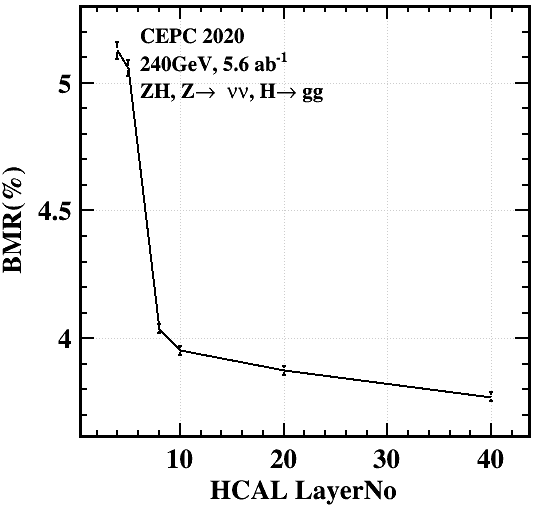 CEPC 2020
240GeV, 5.6 ab⁻¹
ZH, Z→ νν, H→ gg
5
4.5
4
BMR(%)
10 20 30 40
HCAL LayerNo